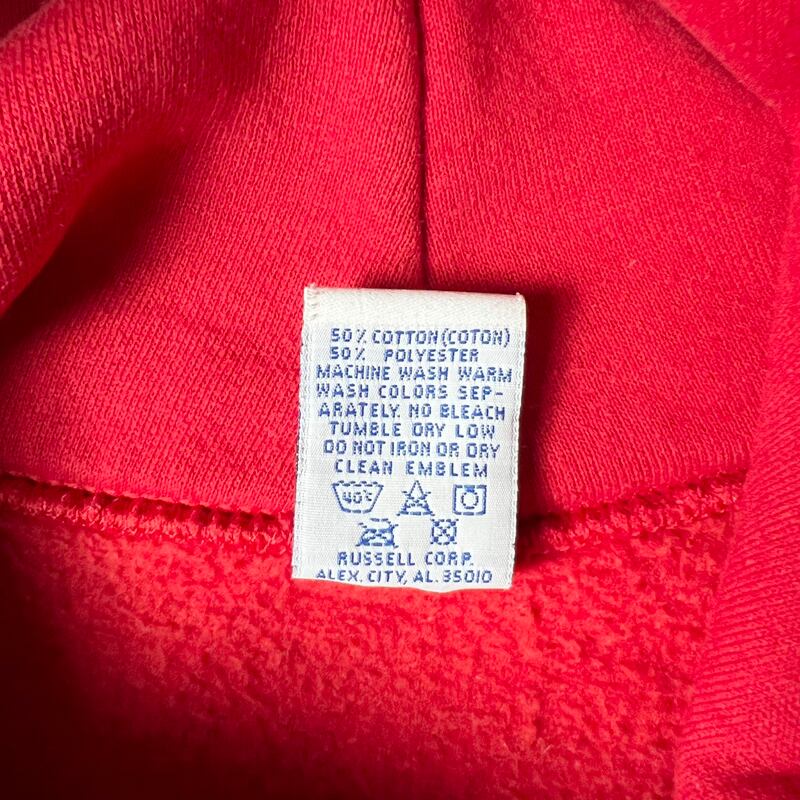 50% COTTON(COTON)
50% POLYESTER
MACHINE WASH WARM
WASH COLORS SEP-
ARATELY. NO BLEACH
TUMBLE DRY LOW
DO NOT IRON OR DRY
CLEAN EMBLEM
40°C
RUSSELL CORP.
ALEX. CITY, AL. 35010